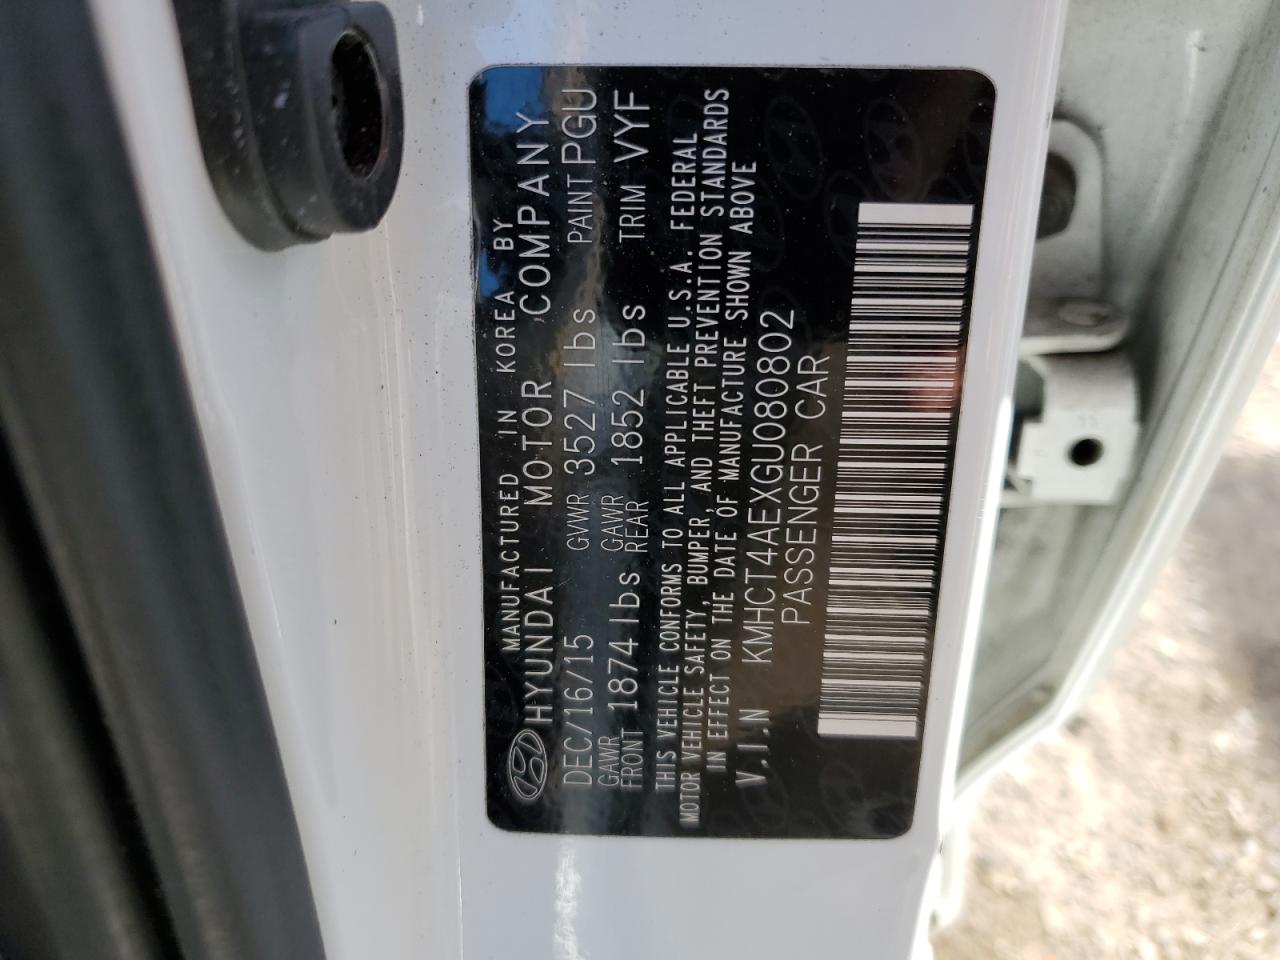 MANUFACTURED IN KOREA BY
HYUNDAI MOTOR COMPANY
DEC/16/15 GVWR 3527 lbs PAINT PGU
GAWR FRONT 1874 lbs GAWR REAR 1852 lbs TRIM VYF
THIS VEHICLE CONFORMS TO ALL APPLICABLE U.S.A. FEDERAL
MOTOR VEHICLE SAFETY, BUMPER, AND THEFT PREVENTION STANDARDS
IN EFFECT ON THE DATE OF MANUFACTURE SHOWN ABOVE
V.I.N KMHCT4AEXGU080802
PASSENGER CAR